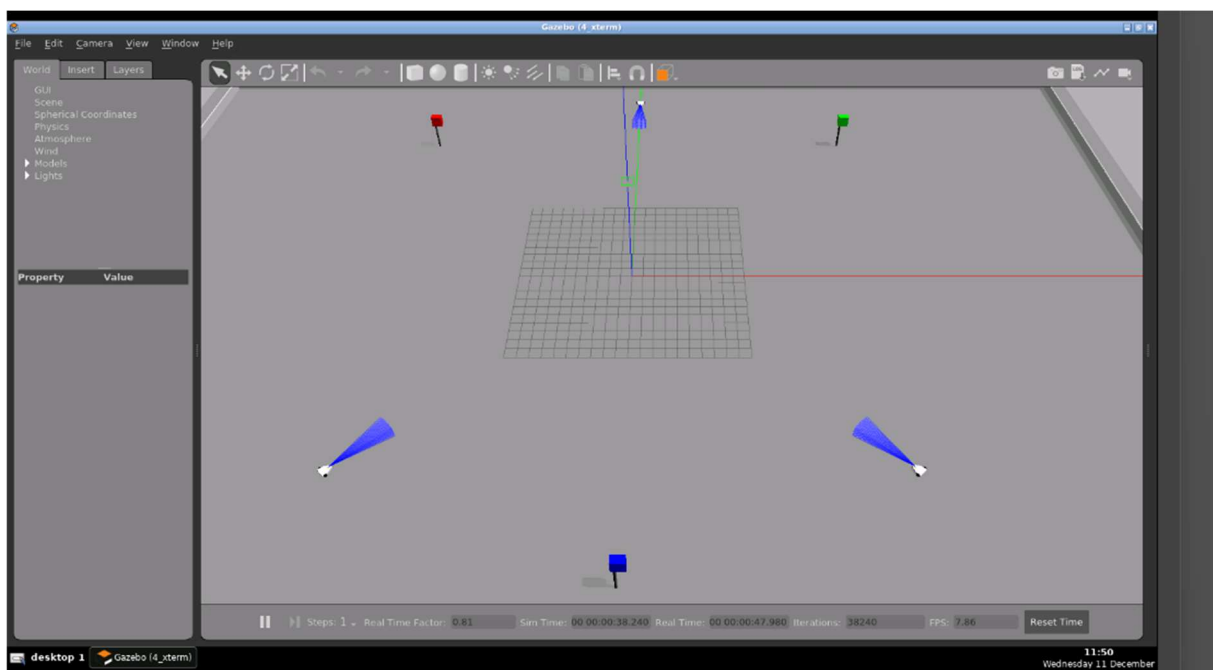 Gazebo (4_xterm)
File Edit Camera View Window Help
World Insert Layers
GUI
Scene
Spherical Coordinates
Physics
Atmosphere
Wind
Models
Lights
Property Value
Steps: 1 Real Time Factor: 0.81 Sim Time: 00 00:00:38.240 Real Time: 00 00:00:47.980 Iterations: 38240 FPS: 7.86 Reset Time
desktop 1 Gazebo (4_xterm)
11:50
Wednesday 11 December